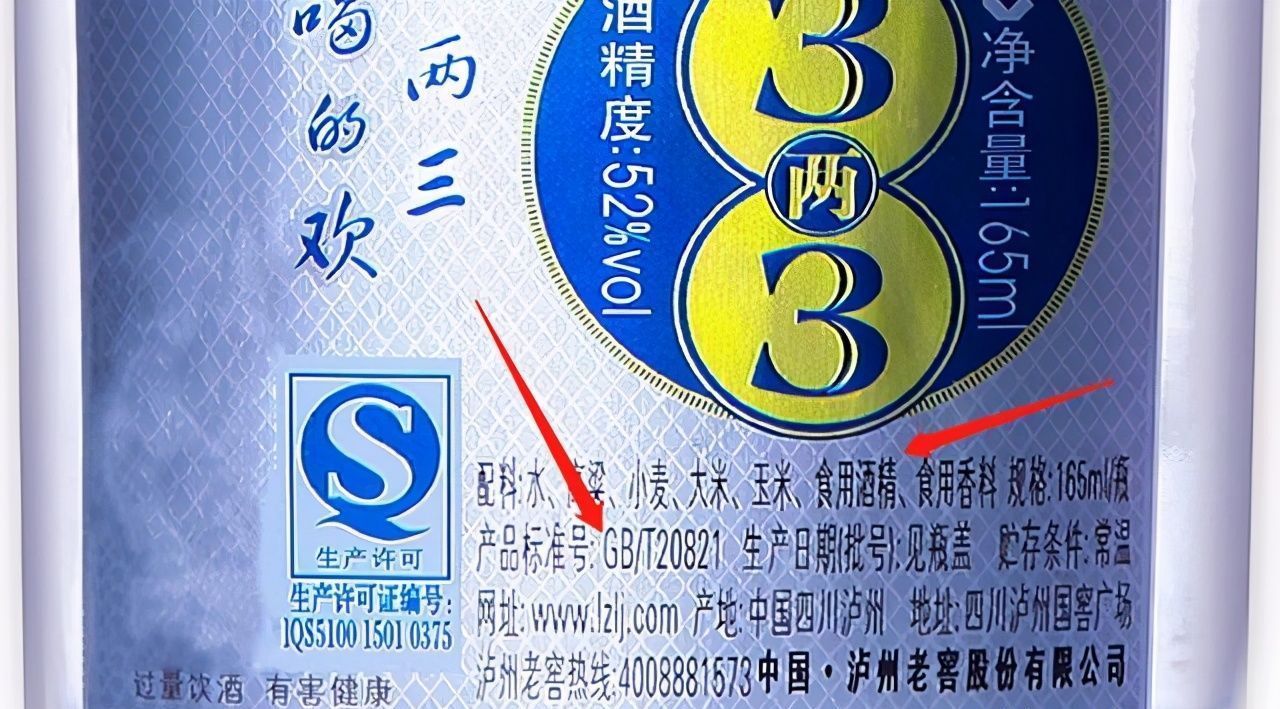 喝的欢
两三
酒精度:52%vol
3
两
3
净含量:165ml
生产许可
生产许可证编号:
1QS5100 1501 0375
过量饮酒 有害健康
配料:水、高粱、小麦、大米、玉米、食用酒精、食用香料 规格:165ml/瓶
产品标准号:GB/T20821 生产日期(批号):见瓶盖 贮存条件:常温
网址:www.lzlj.com 产地:中国四川泸州 地址:四川泸州国窖广场
泸州老窖热线:4008881573 中国·泸州老窖股份有限公司